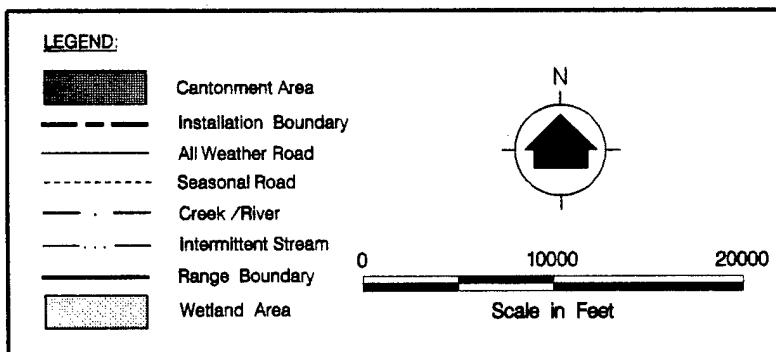 LEGEND:
Cantonment Area
Installation Boundary
All Weather Road
Seasonal Road
Creek /River
Intermittent Stream
Range Boundary
Wetland Area
N
0 10000 20000
Scale in Feet